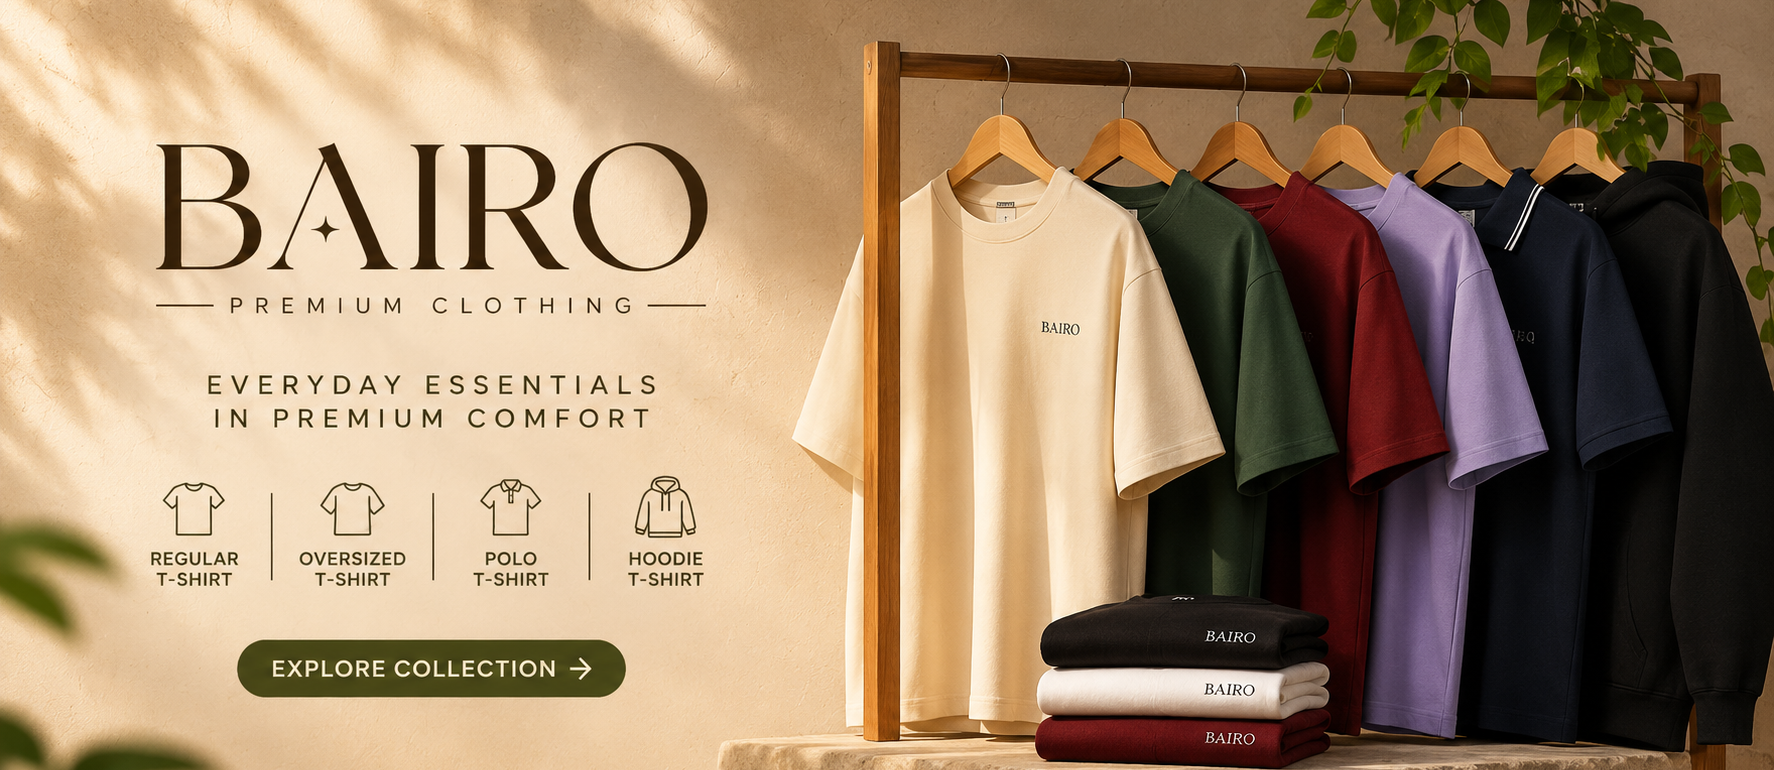 BAIRO
PREMIUM CLOTHING
EVERYDAY ESSENTIALS
IN PREMIUM COMFORT
REGULAR
T-SHIRT
OVERSIZED
T-SHIRT
POLO
T-SHIRT
HOODIE
T-SHIRT
EXPLORE COLLECTION →
BAIRO
BAIRO
BAIRO
BAIRO